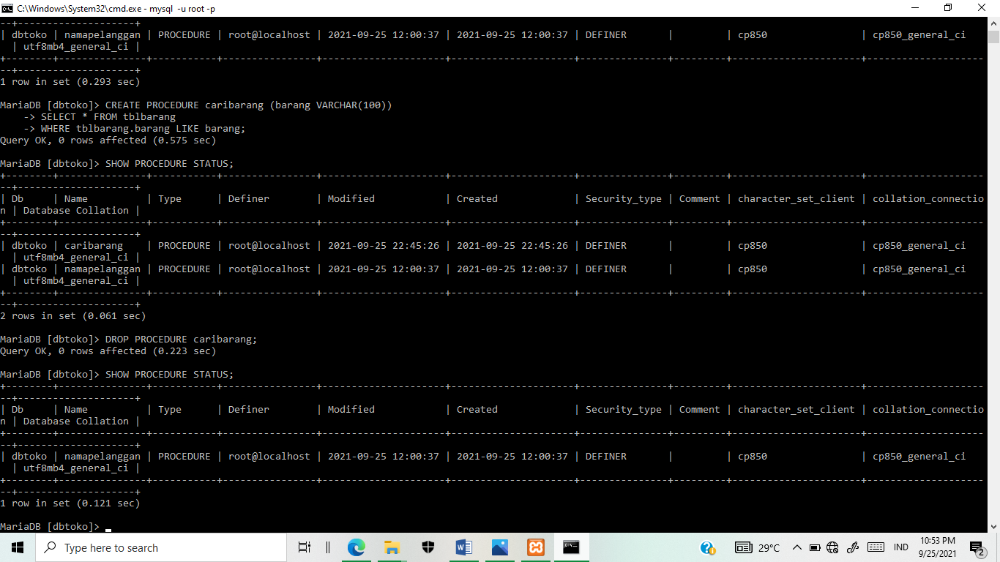 C:\Windows\System32\cmd.exe - mysql -u root -p
--+--------------------+
| dbtoko | namapelanggan | PROCEDURE | root@localhost | 2021-09-25 12:00:37 | 2021-09-25 12:00:37 | DEFINER       |         | cp850                | cp850_general_ci
  | utf8mb4_general_ci |
+--------+---------------+-----------+----------------+---------------------+---------------------+---------------+---------+----------------------+--------------------
--+--------------------+
1 row in set (0.293 sec)
MariaDB [dbtoko]> CREATE PROCEDURE caribarang (barang VARCHAR(100))
    -> SELECT * FROM tblbarang
    -> WHERE tblbarang.barang LIKE barang;
Query OK, 0 rows affected (0.575 sec)
MariaDB [dbtoko]> SHOW PROCEDURE STATUS;
+--------+---------------+-----------+----------------+---------------------+---------------------+---------------+---------+----------------------+--------------------
--+--------------------+
| Db     | Name          | Type      | Definer        | Modified            | Created             | Security_type | Comment | character_set_client | collation_connectio
n | Database Collation |
+--------+---------------+-----------+----------------+---------------------+---------------------+---------------+---------+----------------------+--------------------
--+--------------------+
| dbtoko | caribarang    | PROCEDURE | root@localhost | 2021-09-25 22:45:26 | 2021-09-25 22:45:26 | DEFINER       |         | cp850                | cp850_general_ci
  | utf8mb4_general_ci |
| dbtoko | namapelanggan | PROCEDURE | root@localhost | 2021-09-25 12:00:37 | 2021-09-25 12:00:37 | DEFINER       |         | cp850                | cp850_general_ci
  | utf8mb4_general_ci |
+--------+---------------+-----------+----------------+---------------------+---------------------+---------------+---------+----------------------+--------------------
--+--------------------+
2 rows in set (0.061 sec)
MariaDB [dbtoko]> DROP PROCEDURE caribarang;
Query OK, 0 rows affected (0.223 sec)
MariaDB [dbtoko]> SHOW PROCEDURE STATUS;
+--------+---------------+-----------+----------------+---------------------+---------------------+---------------+---------+----------------------+--------------------
--+--------------------+
| Db     | Name          | Type      | Definer        | Modified            | Created             | Security_type | Comment | character_set_client | collation_connectio
n | Database Collation |
+--------+---------------+-----------+----------------+---------------------+---------------------+---------------+---------+----------------------+--------------------
--+--------------------+
| dbtoko | namapelanggan | PROCEDURE | root@localhost | 2021-09-25 12:00:37 | 2021-09-25 12:00:37 | DEFINER       |         | cp850                | cp850_general_ci
  | utf8mb4_general_ci |
+--------+---------------+-----------+----------------+---------------------+---------------------+---------------+---------+----------------------+--------------------
--+--------------------+
1 row in set (0.121 sec)
MariaDB [dbtoko]> _
Type here to search
29°C
IND
10:53 PM
9/25/2021
2